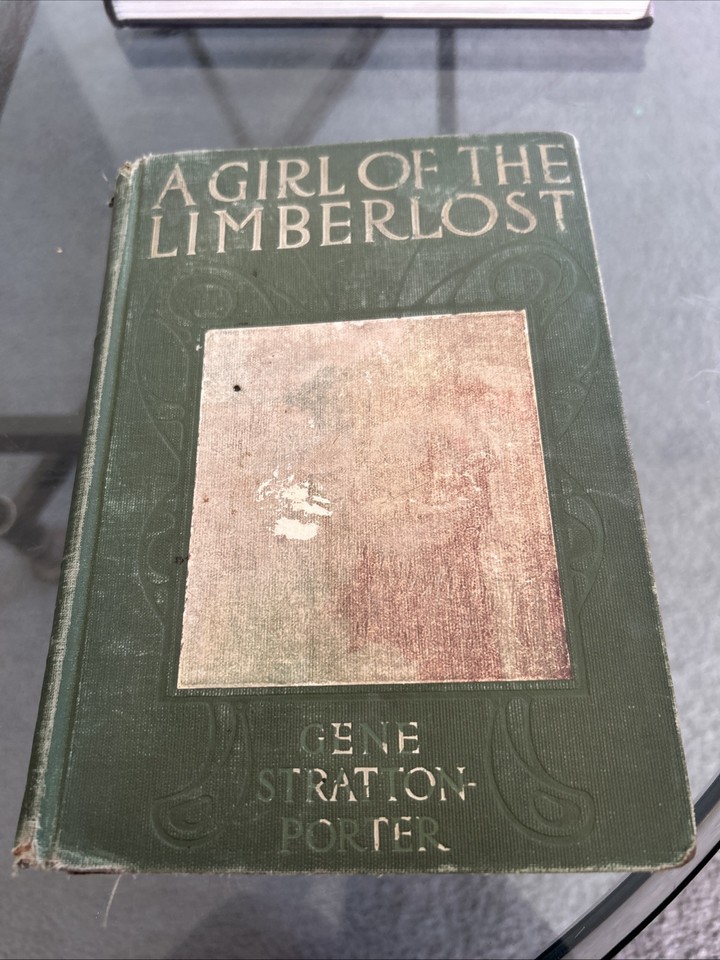 A GIRL OF THE
LIMBERLOST
GENE
STRATTON-
PORTER